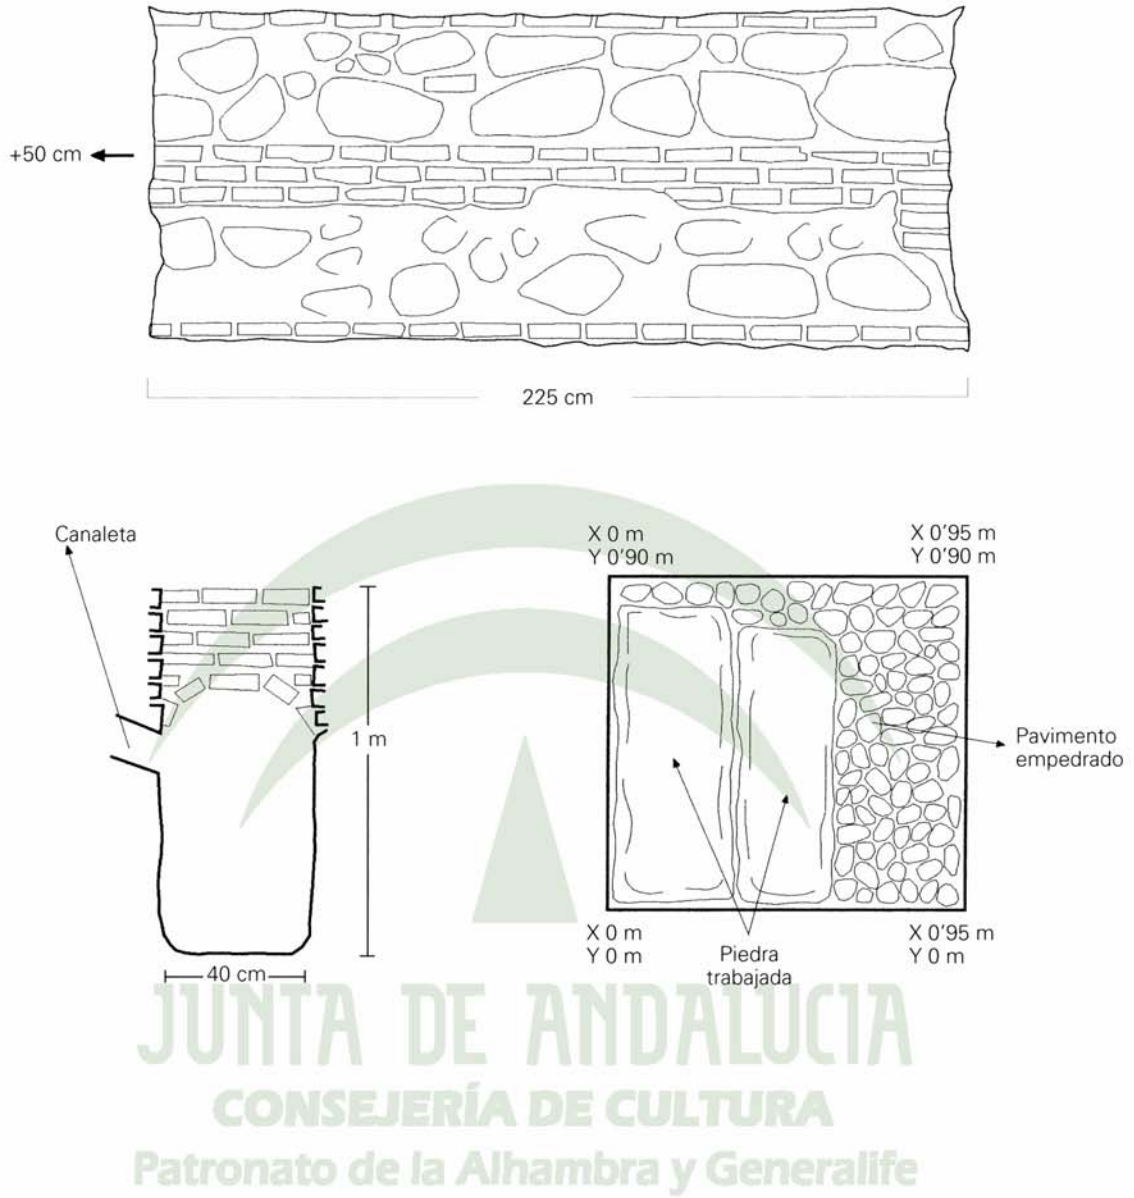 +50 cm
225 cm
Canaleta
X 0 m
Y 0'90 m
X 0'95 m
Y 0'90 m
1 m
Pavimento
empedrado
40 cm
X 0 m
Y 0 m
Piedra
trabajada
X 0'95 m
Y 0 m
JUNTA DE ANDALUCIA
CONSEJERÍA DE CULTURA
Patronato de la Alhambra y Generalife